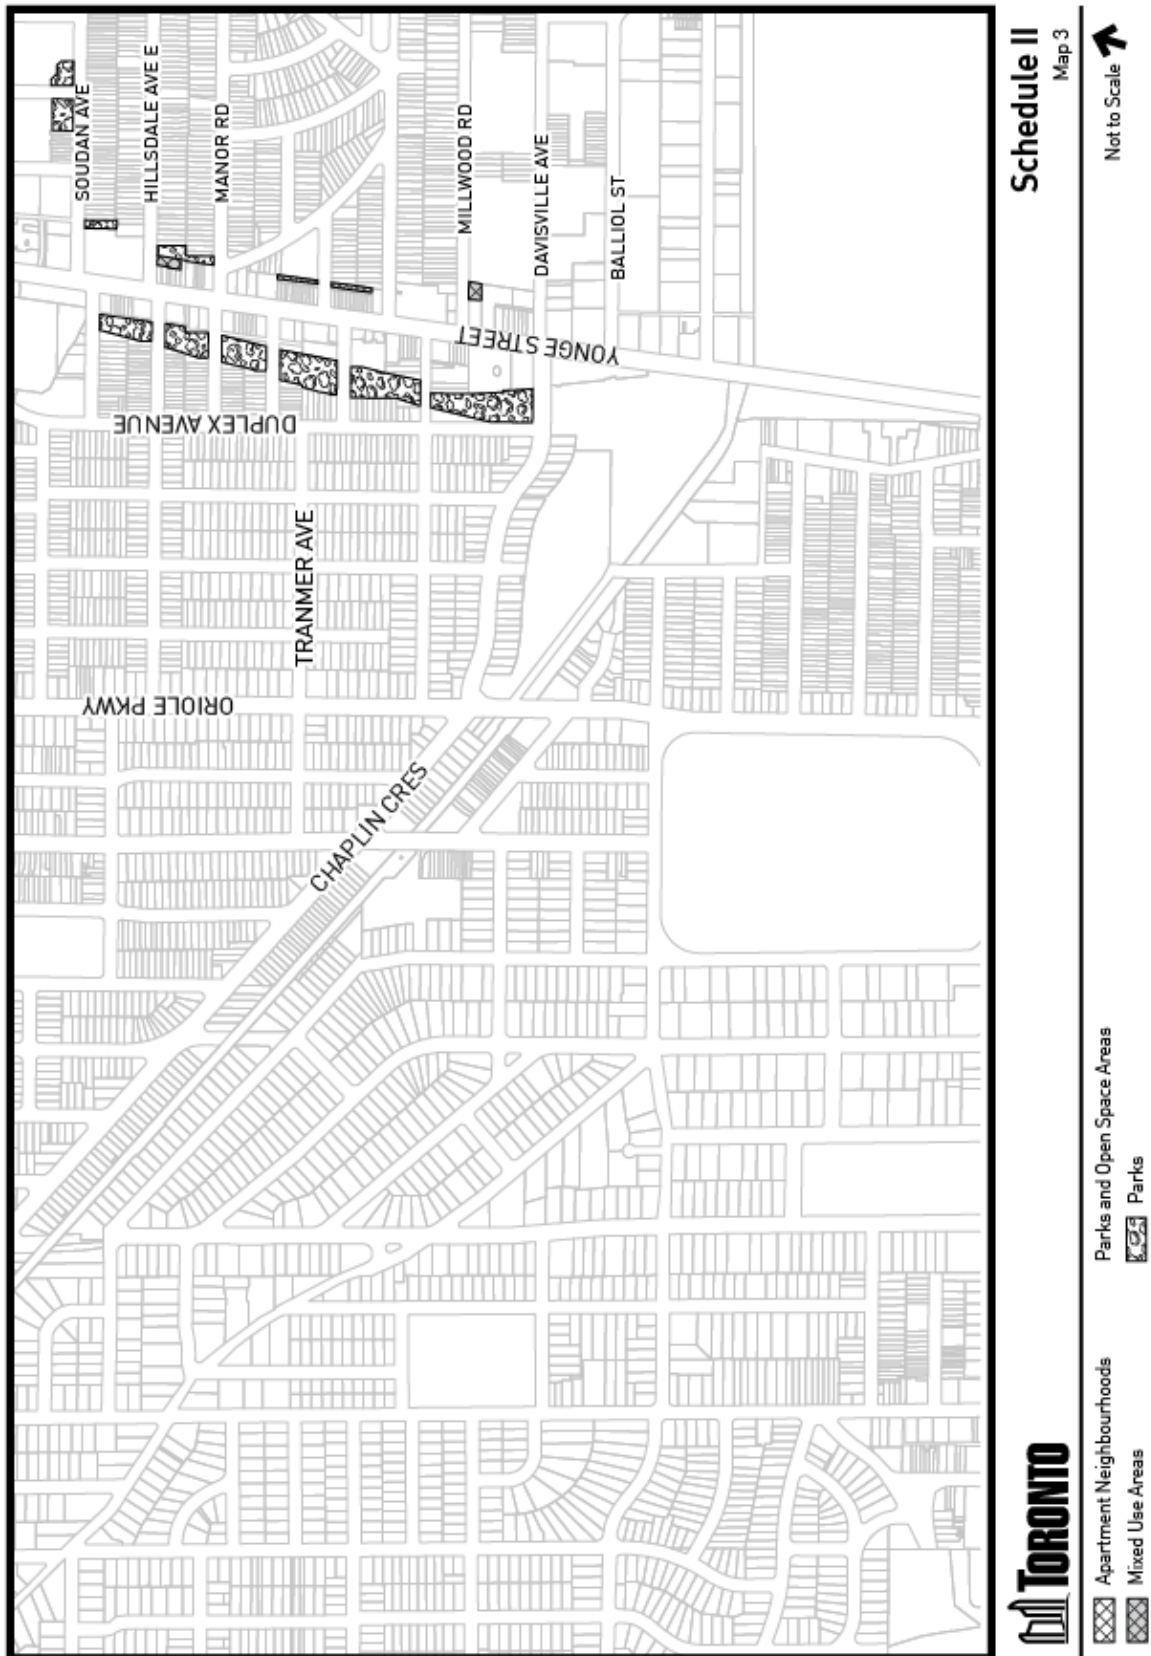 SOUDAN AVE
HILLSDALE AVE E
MANOR RD
MILLWOOD RD
DAVISVILLE AVE
BALLIOL ST
YONGE STREET
DUPLEX AVENUE
TRANMER AVE
ORIOLE PKWY
CHAPLIN CRES
TORONTO
Schedule II
Map 3
Apartment Neighbourhoods
Mixed Use Areas
Parks and Open Space Areas
Parks
Not to Scale